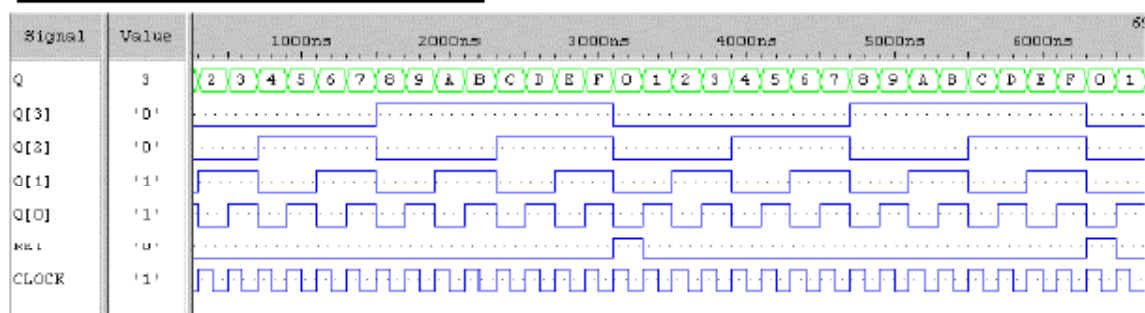 Signal Value 1000ns 2000ns 3000ns 4000ns 5000ns 6000ns
Q 3 2 3 4 5 6 7 8 9 A B C D E F 0 1 2 3 4 5 6 7 8 9 A B C D E F 0 1
Q[3] '0'
Q[2] '0'
Q[1] '1'
Q[0] '1'
'0'
CLOCK '1'